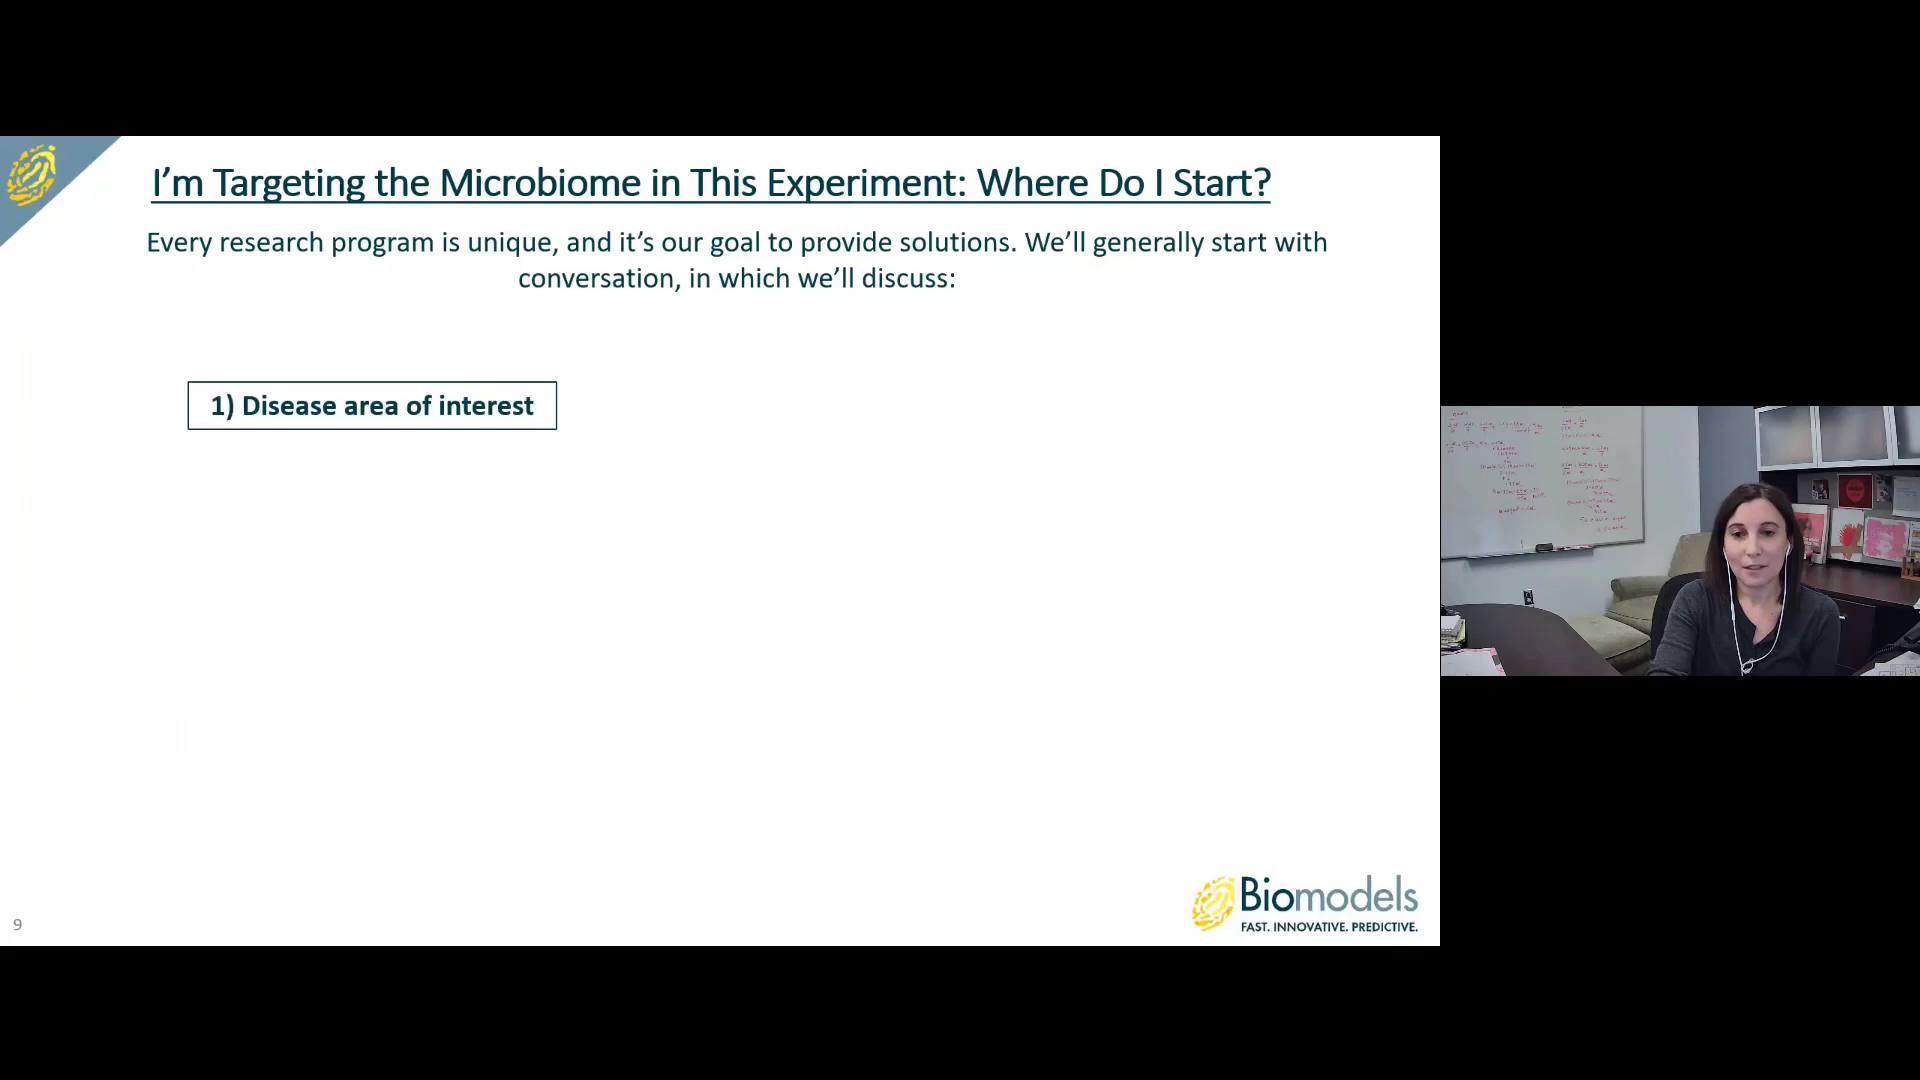 I’m Targeting the Microbiome in This Experiment: Where Do I Start?
Every research program is unique, and it’s our goal to provide solutions. We’ll generally start with
conversation, in which we’ll discuss:
1) Disease area of interest
Biomodels
FAST. INNOVATIVE. PREDICTIVE.
9